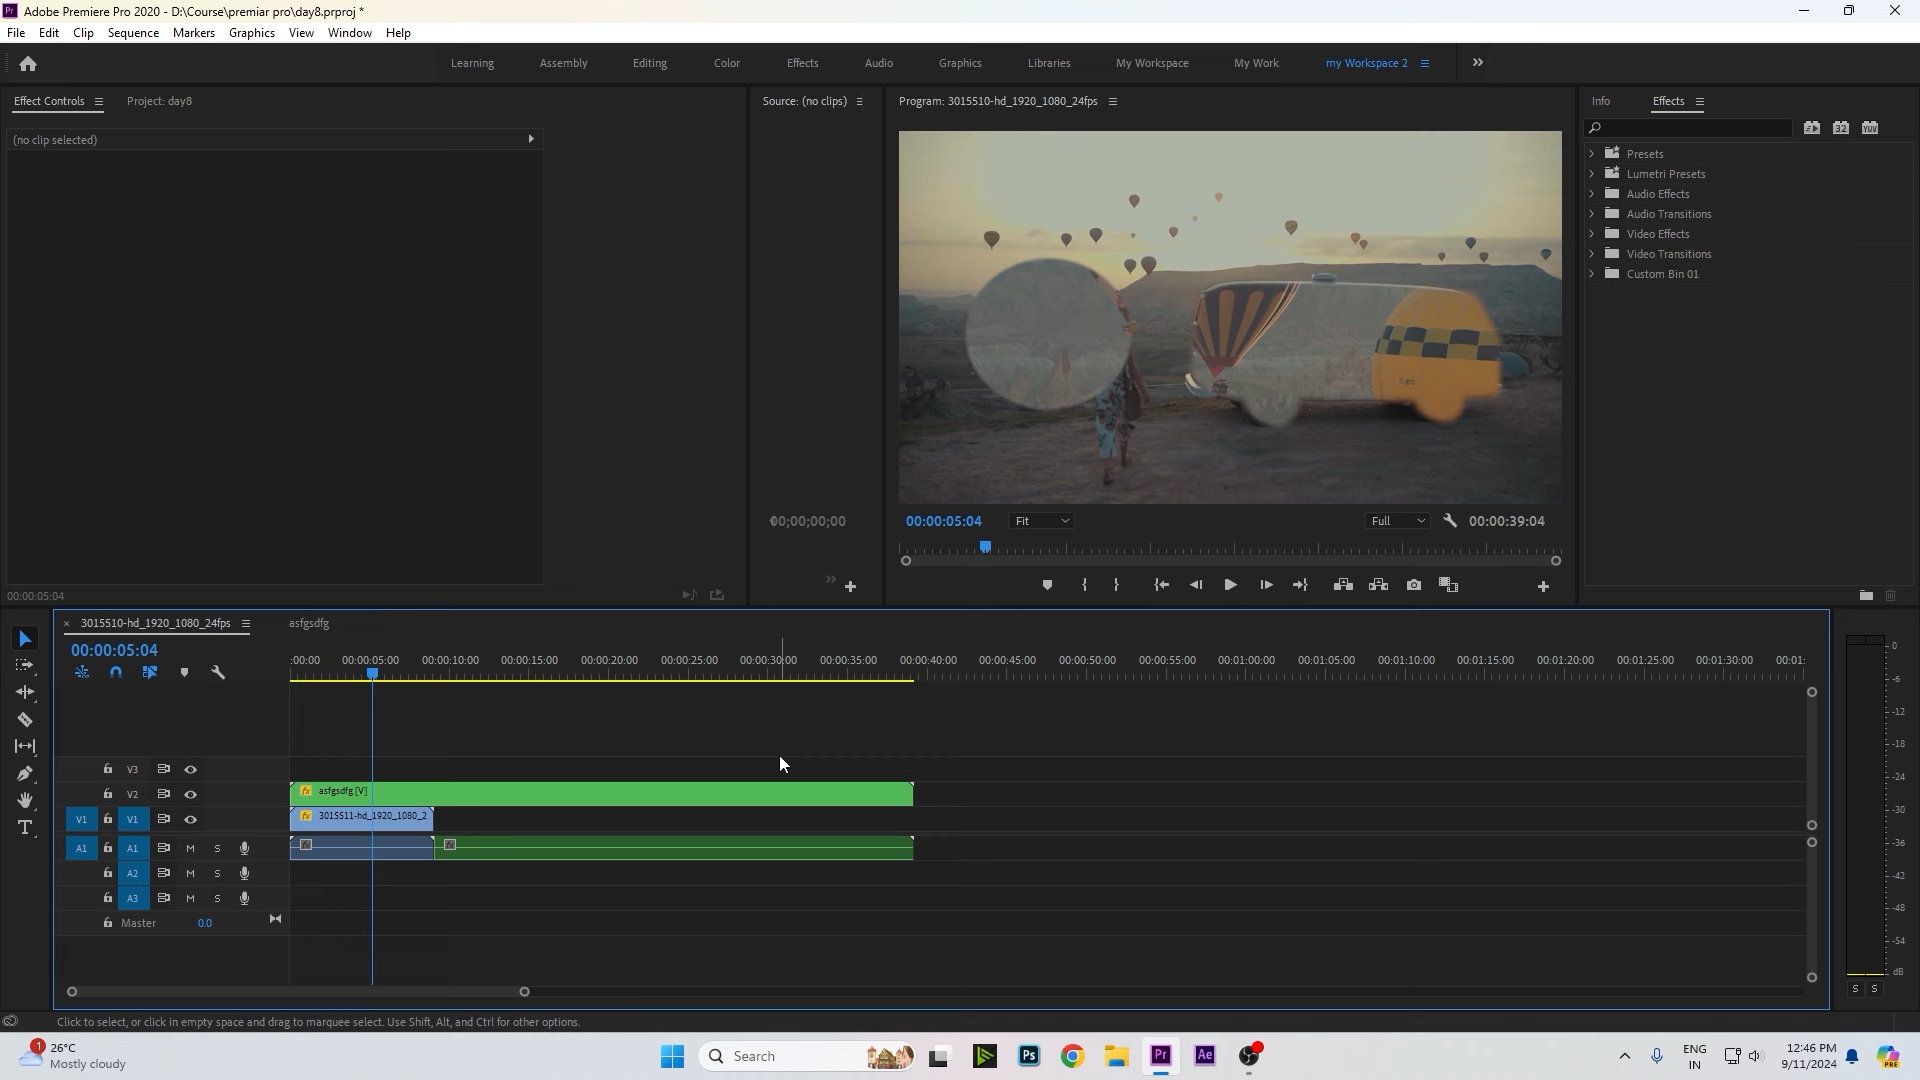 Adobe Premiere Pro 2020 - D:\Course\premiar pro\day8.prproj *
File Edit Clip Sequence Markers Graphics View Window Help
Learning Assembly Editing Color Effects Audio Graphics Libraries My Workspace My Work my Workspace 2
Effect Controls Project: day8 Source: (no clips) Program: 3015510-hd_1920_1080_24fps Info Effects
(no clip selected)
Presets
Lumetri Presets
Audio Effects
Audio Transitions
Video Effects
Video Transitions
Custom Bin 01
00;00;00;00 00:00:05:04 Fit Full 00:00:39:04
00:00:05:04
3015510-hd_1920_1080_24fps asfgsdfg
00:00:05:04
:00:00 00:00:05:00 00:00:10:00 00:00:15:00 00:00:20:00 00:00:25:00 00:00:30:00 00:00:35:00 00:00:40:00 00:00:45:00 00:00:50:00 00:00:55:00 00:01:00:00 00:01:05:00 00:01:10:00 00:01:15:00 00:01:20:00 00:01:25:00 00:01:30:00 00:01:
V3
V2 fx asfgsdfg [V]
V1 V1 fx 3015511-hd_1920_1080_2
A1 A1 M S fx fx
A2 M S
A3 M S
Master 0.0
0
-6
-12
-18
-24
-30
-36
-42
-48
-54
dB
S S
Click to select, or click in empty space and drag to marquee select. Use Shift, Alt, and Ctrl for other options.
1 26°C
Mostly cloudy
Search
Ps Pr Ae
ENG
IN
12:46 PM
9/11/2024
PRE